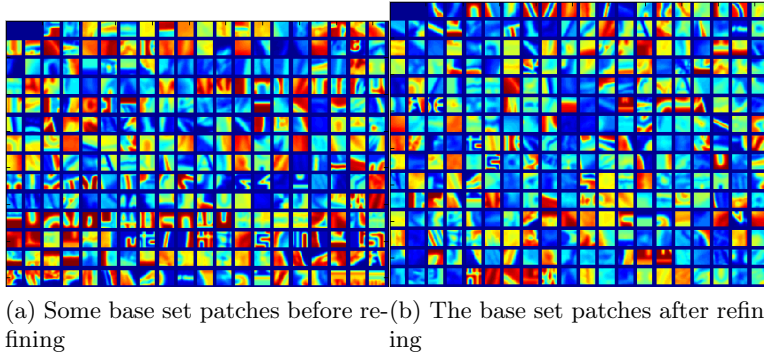 (a) Some base set patches before re-
fining
(b) The base set patches after refin
ing